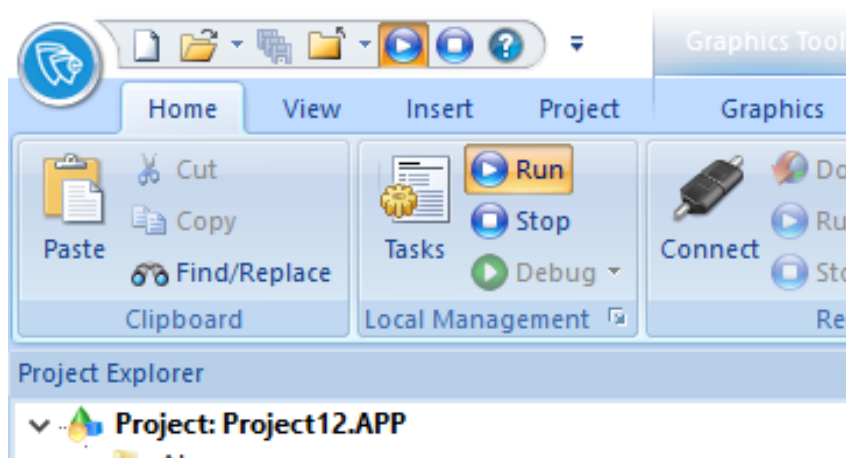 Graphics Tool
Home View Insert Project Graphics
Paste
Cut
Copy
Find/Replace
Clipboard
Tasks
Run
Stop
Debug
Local Management
Connect
Project Explorer
Project: Project12.APP